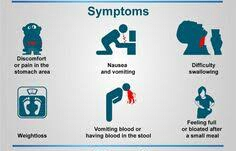 Symptoms
Discomfort
or pain in the
stomach area
Nausea
and vomiting
Difficulty
swallowing
Weightloss
Vomiting blood or
having blood in the stool
Feeling full
or bloated after
a small meal